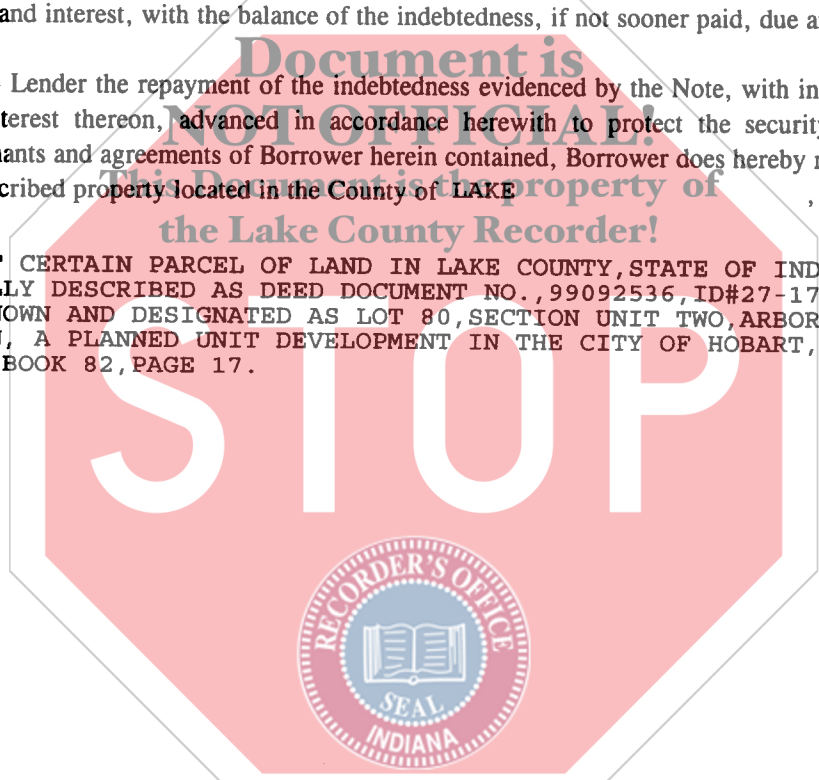 and interest, with the balance of the indebtedness, if not sooner paid, due a
Document is
Lender the repayment of the indebtedness evidenced by the Note, with in
NOT OFFICIAL!
terest thereon, advanced in accordance herewith to protect the security
ants and agreements of Borrower herein contained, Borrower does hereby
This Document is the property of
cribed property located in the County of LAKE ,
the Lake County Recorder!
CERTAIN PARCEL OF LAND IN LAKE COUNTY,STATE OF IND
LY DESCRIBED AS DEED DOCUMENT NO.,99092536,ID#27-17
OWN AND DESIGNATED AS LOT 80,SECTION UNIT TWO,ARBOR
, A PLANNED UNIT DEVELOPMENT IN THE CITY OF HOBART,
BOOK 82,PAGE 17.
STOP
RECORDER'S OFFICE
SEAL
INDIANA